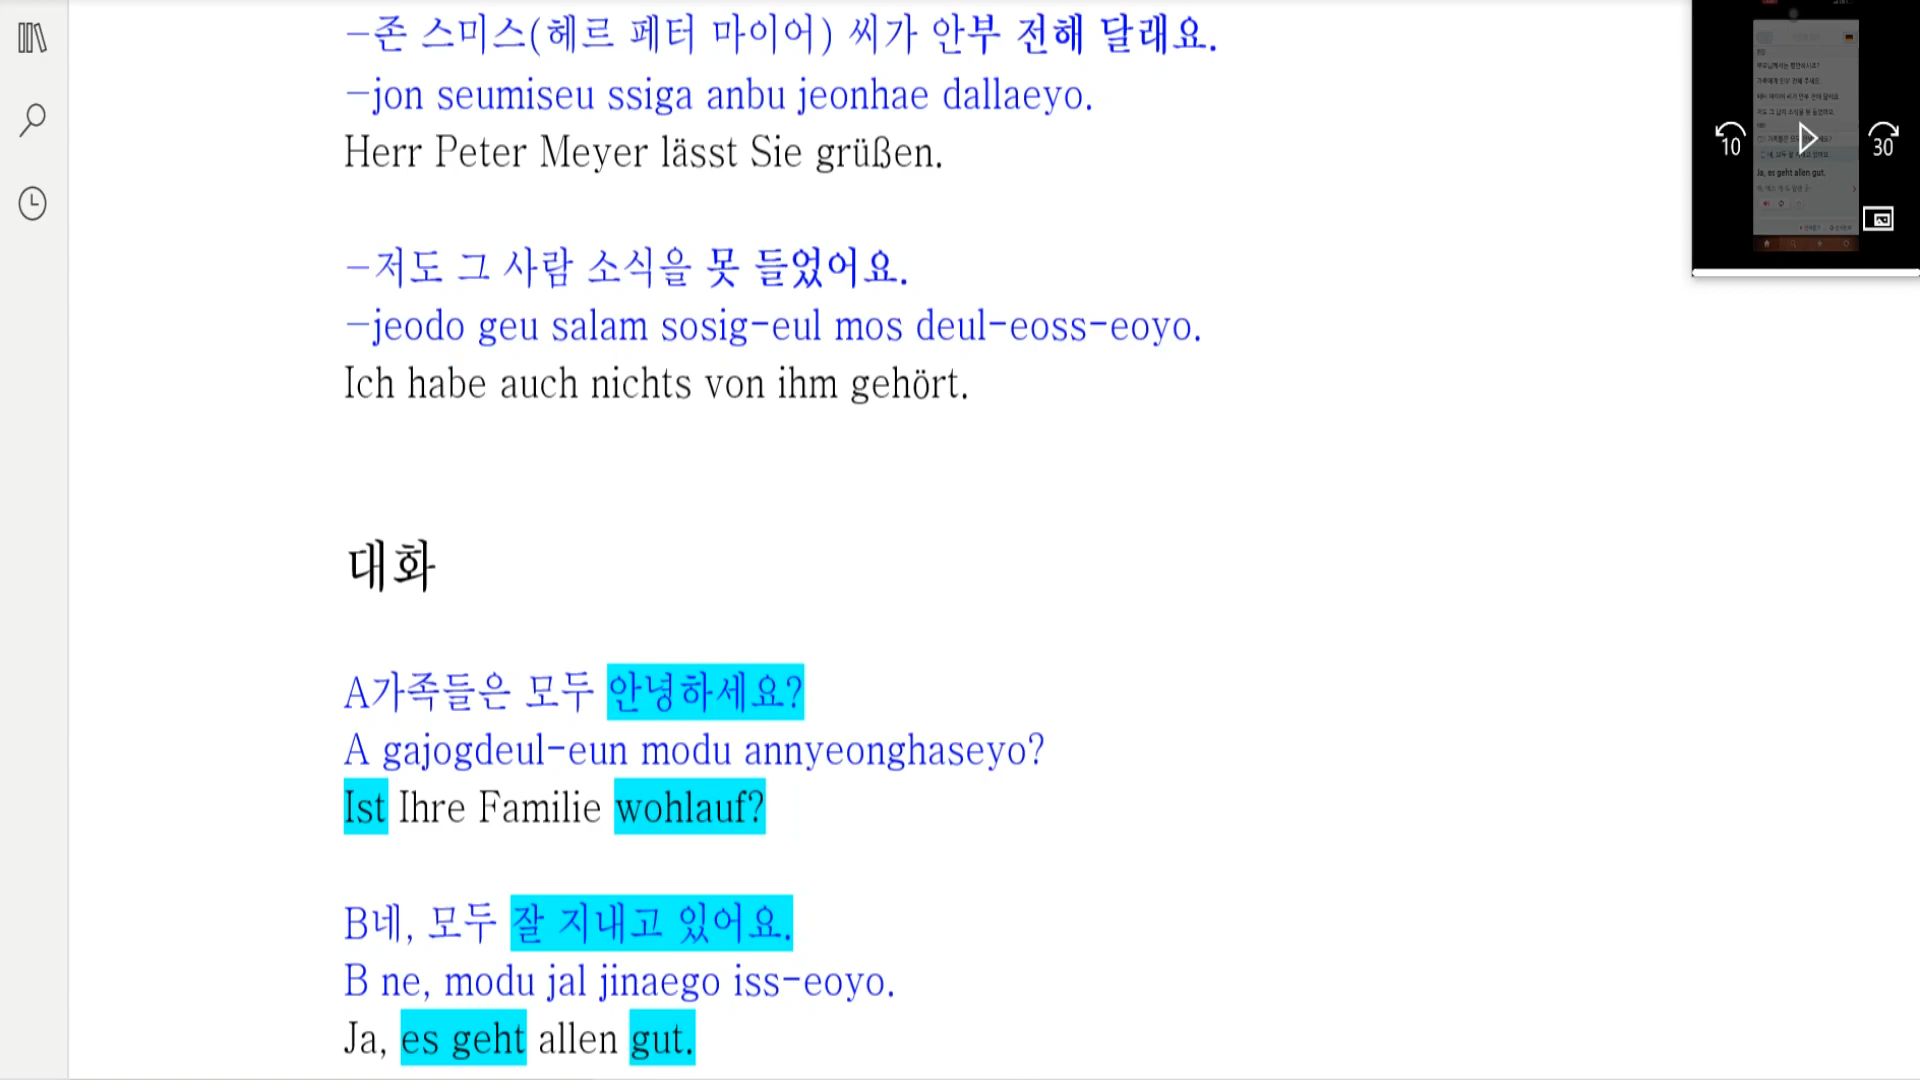 –존 스미스(헤르 페터 마이어) 씨가 안부 전해 달래요.
–jon seumiseu ssiga anbu jeonhae dallaeyo.
Herr Peter Meyer lässt Sie grüßen.
–저도 그 사람 소식을 못 들었어요.
–jeodo geu salam sosig-eul mos deul-eoss-eoyo.
Ich habe auch nichts von ihm gehört.
대화
A가족들은 모두 안녕하세요?
A gajogdeul-eun modu annyeonghaseyo?
Ist Ihre Familie wohlauf?
B네, 모두 잘 지내고 있어요.
B ne, modu jal jinaego iss-eoyo.
Ja, es geht allen gut.
10
30
Ja, es geht allen gut.